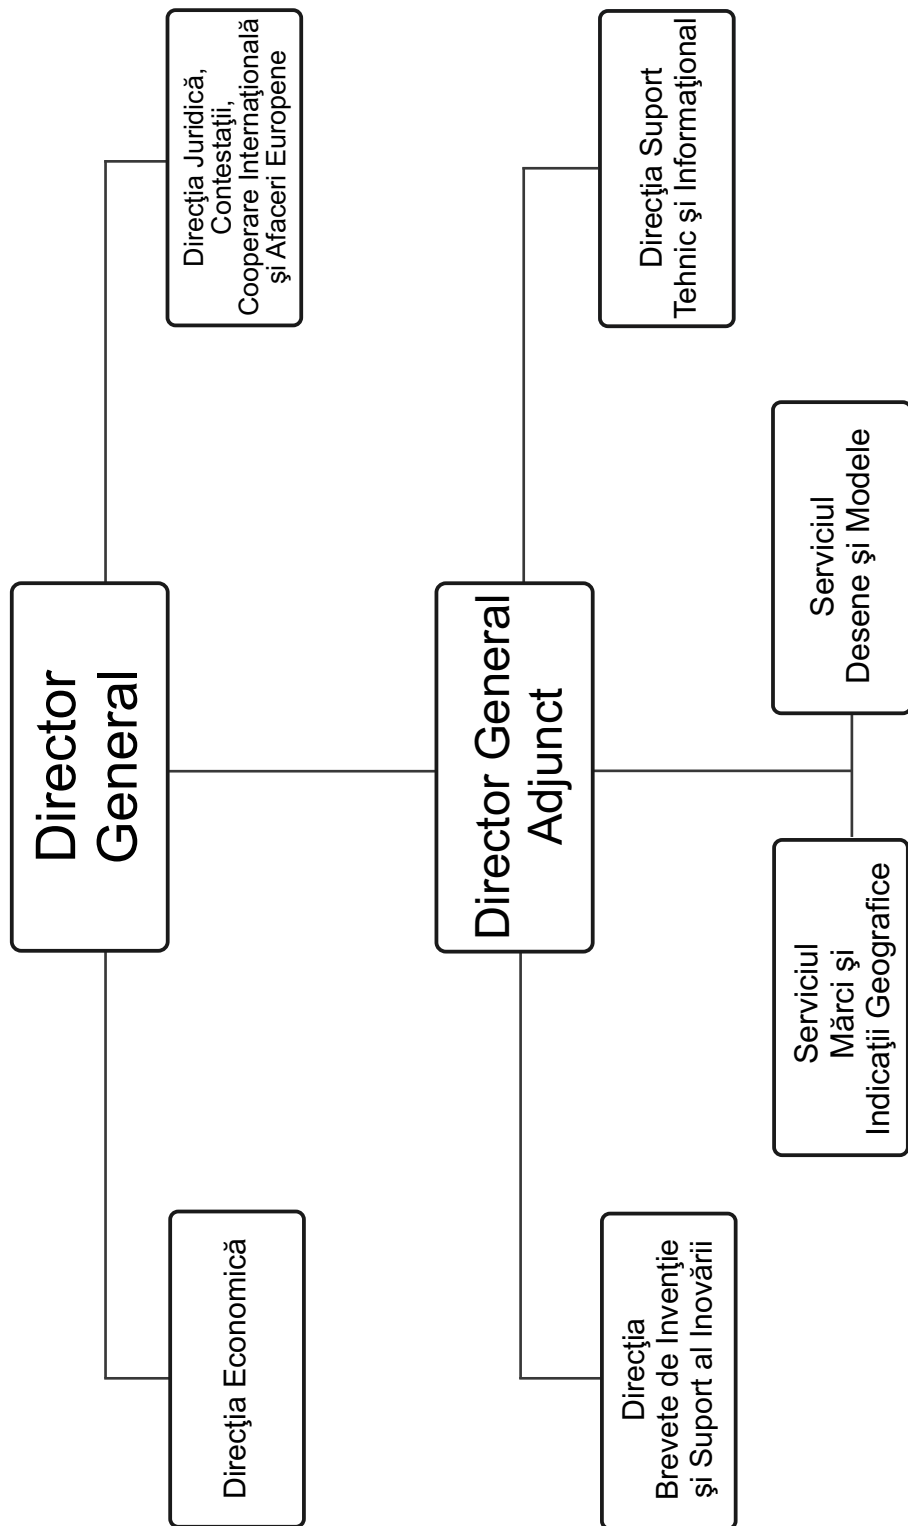 Director
General
Direcţia Economică
Direcţia Juridică,
Contestaţii,
Cooperare Internaţională
şi Afaceri Europene
Director General
Adjunct
Direcţia
Brevete de Invenţie
şi Suport al Inovării
Direcţia Suport
Tehnic şi Informaţional
Serviciul
Mărci şi
Indicaţii Geografice
Serviciul
Desene şi Modele